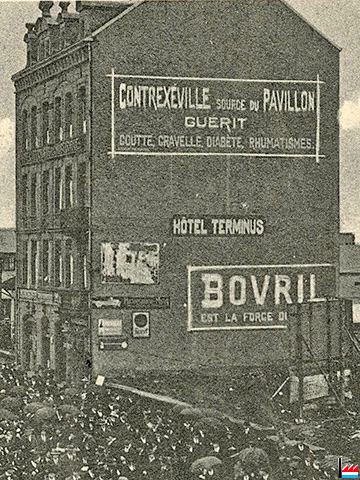 CONTREXÉVILLE SOURCE DU PAVILLON
GUÉRIT
GOUTTE, GRAVELLE, DIABÈTE, RHUMATISMES.
HÔTEL TERMINUS
BOVRIL
EST LA FORCE